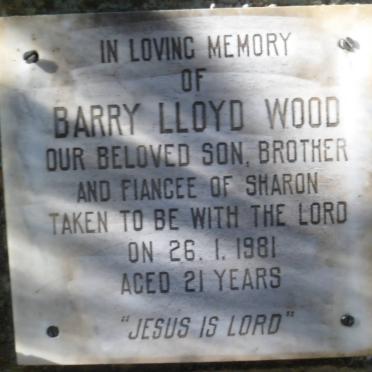 IN LOVING MEMORY
OF
BARRY LLOYD WOOD
OUR BELOVED SON, BROTHER
AND FIANCEE OF SHARON
TAKEN TO BE WITH THE LORD
ON 26. 1. 1981
AGED 21 YEARS
"JESUS IS LORD"